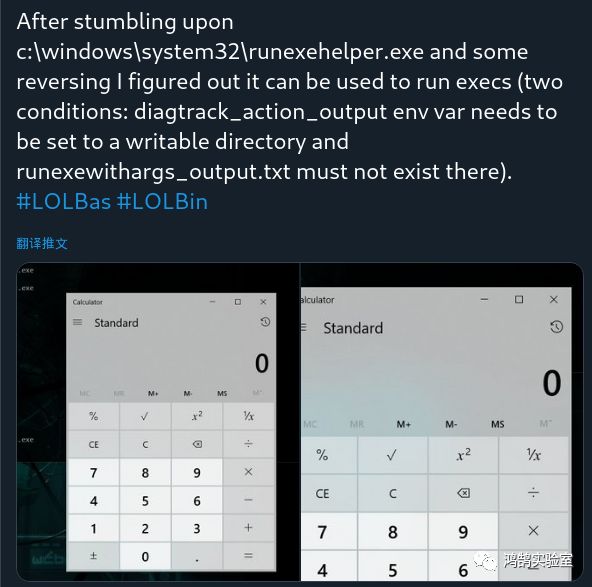 After stumbling upon
c:\windows\system32\runexehelper.exe and some
reversing I figured out it can be used to run execs (two
conditions: diagtrack_action_output env var needs to
be set to a writable directory and
runexewithargs_output.txt must not exist there).
#LOLBas #LOLBin
翻译推文
.exe
.exe
.exe
Calculator
Standard
0
MC MR M+ M- MS M˅
% √ x² ¹/x
CE C ⌫ ÷
7 8 9 ×
4 5 6 −
1 2 3 +
± 0 . =
alculator
Standard
0
MC MR M+ M- MS M˅
% √ x² ¹/x
CE C ⌫ ÷
7 8 9 ×
4 5 6
鸿鹄实验室